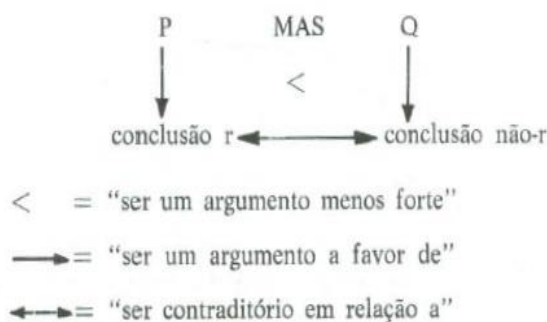 P MAS Q
<
conclusão r conclusão não-r
< = "ser um argumento menos forte"
= "ser um argumento a favor de"
= "ser contraditório em relação a"